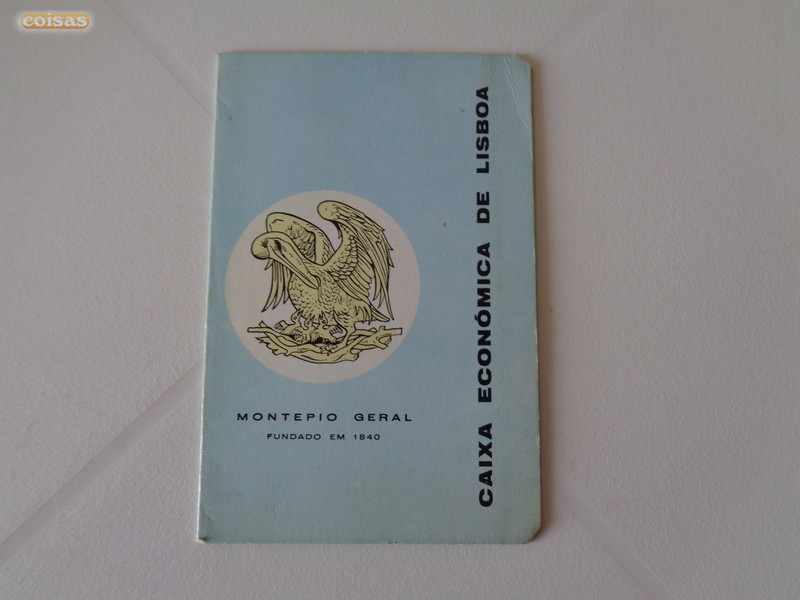 coisas
CAIXA ECONÓMICA DE LISBOA
MONTEPIO GERAL
FUNDADO EM 1840